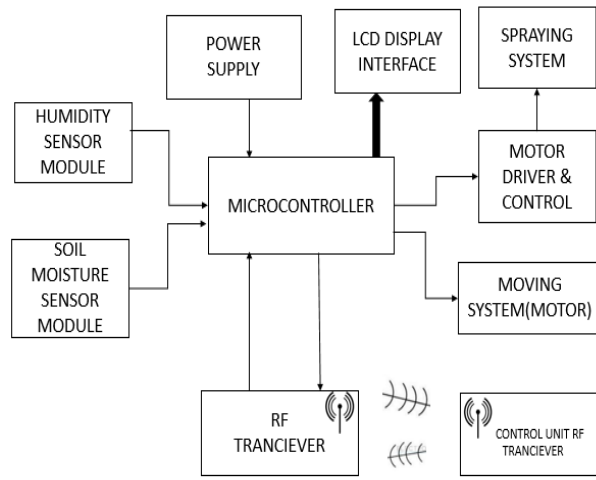 POWER
SUPPLY
LCD DISPLAY
INTERFACE
SPRAYING
SYSTEM
HUMIDITY
SENSOR
MODULE
MICROCONTROLLER
MOTOR
DRIVER &
CONTROL
SOIL
MOISTURE
SENSOR
MODULE
MOVING
SYSTEM(MOTOR)
RF
TRANCIEVER
CONTROL UNIT RF
TRANCIEVER